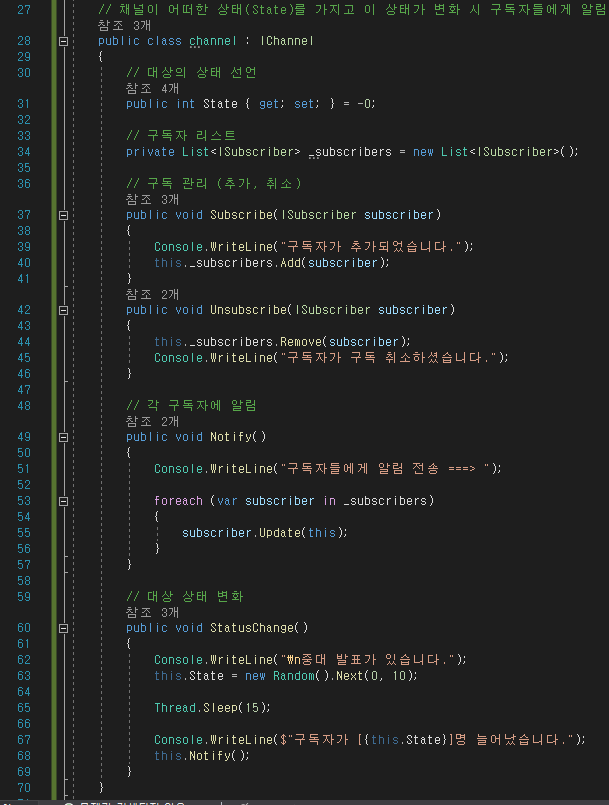 27 // 채널이 어떠한 상태(State)를 가지고 이 상태가 변화 시 구독자들에게 알림
참조 3개
28 public class channel : IChannel
29 {
30 // 대상의 상태 선언
참조 4개
31 public int State { get; set; } = -0;
32
33 // 구독자 리스트
34 private List<ISubscriber> _subscribers = new List<ISubscriber>();
35
36 // 구독 관리 (추가, 취소)
참조 3개
37 public void Subscribe(ISubscriber subscriber)
38 {
39 Console.WriteLine("구독자가 추가되었습니다.");
40 this._subscribers.Add(subscriber);
41 }
참조 2개
42 public void Unsubscribe(ISubscriber subscriber)
43 {
44 this._subscribers.Remove(subscriber);
45 Console.WriteLine("구독자가 구독 취소하셨습니다.");
46 }
47
48 // 각 구독자에 알림
참조 2개
49 public void Notify()
50 {
51 Console.WriteLine("구독자들에게 알림 전송 ===> ");
52
53 foreach (var subscriber in _subscribers)
54 {
55 subscriber.Update(this);
56 }
57 }
58
59 // 대상 상태 변화
참조 3개
60 public void StatusChange()
61 {
62 Console.WriteLine("₩n중대 발표가 있습니다.");
63 this.State = new Random().Next(0, 10);
64
65 Thread.Sleep(15);
66
67 Console.WriteLine($"구독자가 [{this.State}]명 늘어났습니다.");
68 this.Notify();
69 }
70 }